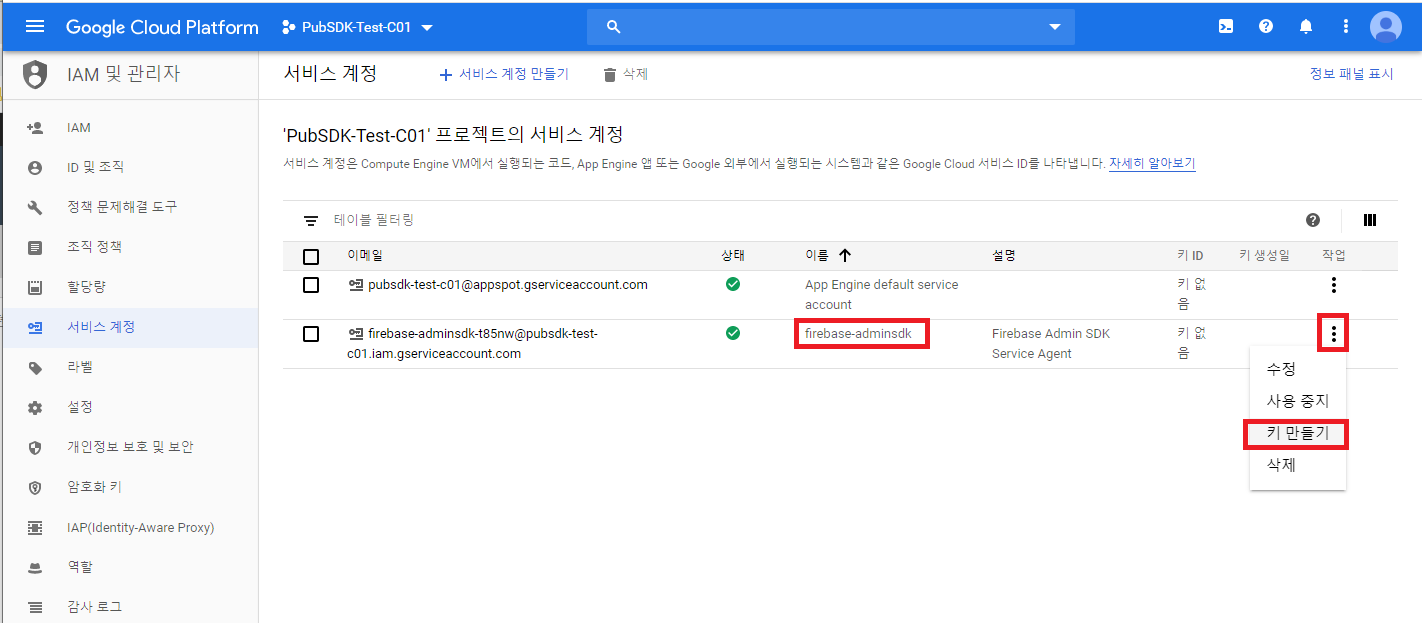 Google Cloud Platform PubSDK-Test-C01
IAM 및 관리자
서비스 계정 + 서비스 계정 만들기 삭제 정보 패널 표시
IAM
ID 및 조직
정책 문제해결 도구
조직 정책
할당량
서비스 계정
라벨
설정
개인정보 보호 및 보안
암호화 키
IAP(Identity-Aware Proxy)
역할
감사 로그
'PubSDK-Test-C01' 프로젝트의 서비스 계정
서비스 계정은 Compute Engine VM에서 실행되는 코드, App Engine 앱 또는 Google 외부에서 실행되는 시스템과 같은 Google Cloud 서비스 ID를 나타냅니다. 자세히 알아보기
테이블 필터링
이메일 상태 이름 설명 키 ID 키 생성일 작업
pubsdk-test-c01@appspot.gserviceaccount.com App Engine default service 키 없
account 음
firebase-adminsdk-t85nw@pubsdk-test- firebase-adminsdk Firebase Admin SDK 키 없
c01.iam.gserviceaccount.com Service Agent 음
수정
사용 중지
키 만들기
삭제